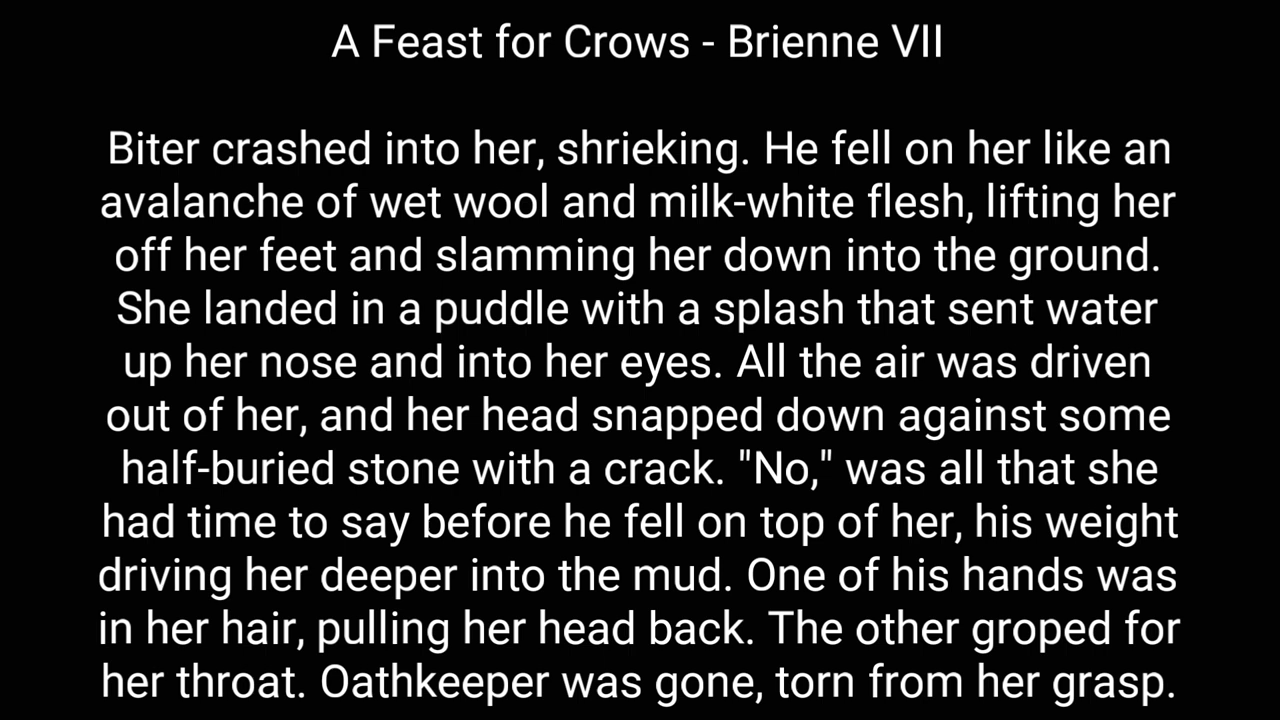 A Feast for Crows - Brienne VII
Biter crashed into her, shrieking. He fell on her like an
avalanche of wet wool and milk-white flesh, lifting her
off her feet and slamming her down into the ground.
She landed in a puddle with a splash that sent water
up her nose and into her eyes. All the air was driven
out of her, and her head snapped down against some
half-buried stone with a crack. "No," was all that she
had time to say before he fell on top of her, his weight
driving her deeper into the mud. One of his hands was
in her hair, pulling her head back. The other groped for
her throat. Oathkeeper was gone, torn from her grasp.